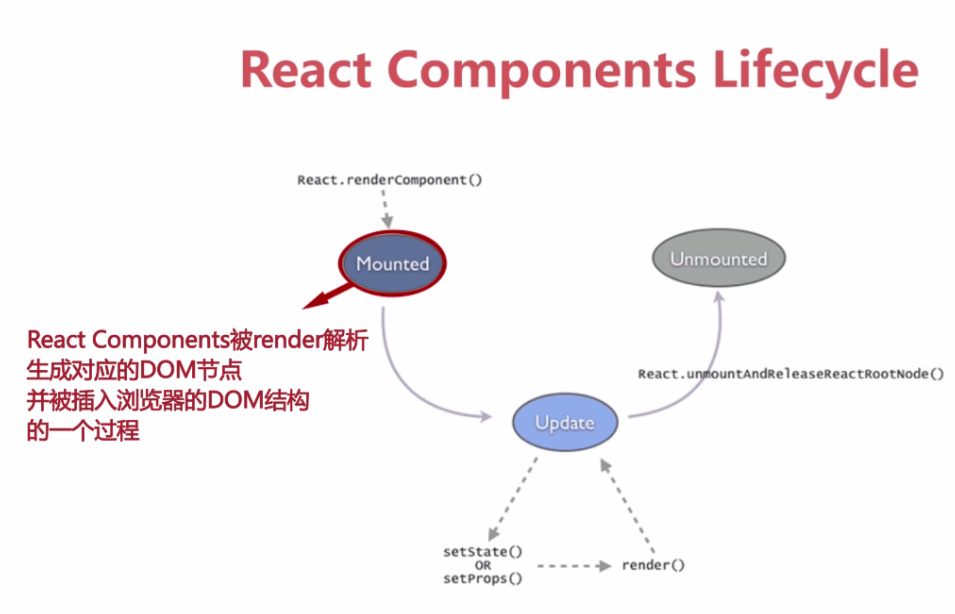 React Components Lifecycle
React.renderComponent()
Mounted
Unmounted
React Components被render解析
生成对应的DOM节点
并被插入浏览器的DOM结构
的一个过程
React.unmountAndReleaseReactRootNode()
Update
setState()
OR
setProps()
render()